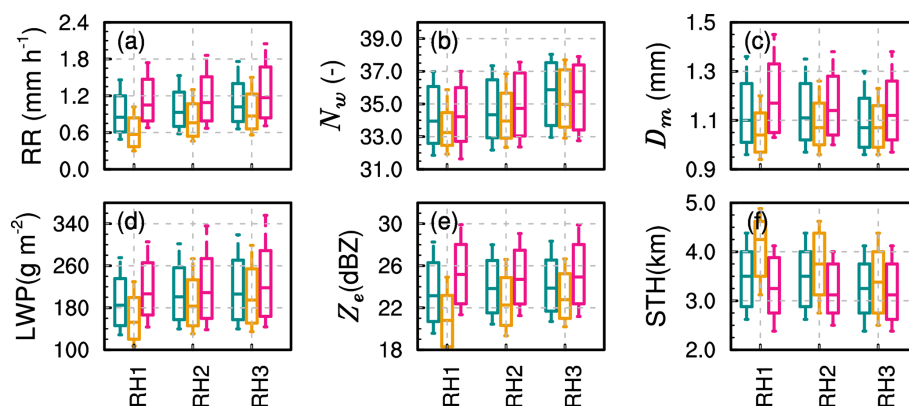 RR (mm h⁻¹)
2.4
1.8
1.2
0.6
0.0
(a)
N_w (-)
39.0
37.0
35.0
33.0
31.0
(b)
D_m (mm)
1.5
1.3
1.1
0.9
(c)
LWP(g m⁻²)
340
260
180
100
(d)
RH1
RH2
RH3
Z_e(dBZ)
30
26
22
18
(e)
RH1
RH2
RH3
STH(km)
5.0
4.0
3.0
2.0
(f)
RH1
RH2
RH3